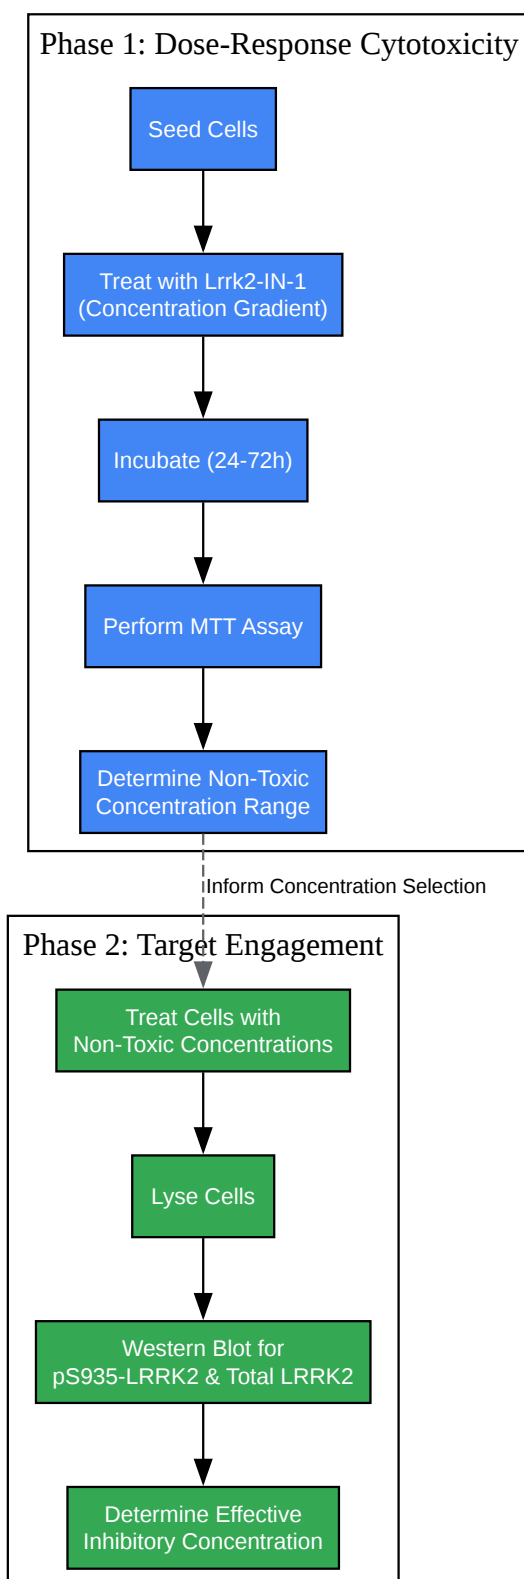 Phase 1: Dose-Response Cytotoxicity
Seed Cells
Treat with Lrrk2-IN-1
(Concentration Gradient)
Incubate (24-72h)
Perform MTT Assay
Determine Non-Toxic
Concentration Range
Inform Concentration Selection
Phase 2: Target Engagement
Treat Cells with
Non-Toxic Concentrations
Lyse Cells
Western Blot for
pS935-LRRK2 & Total LRRK2
Determine Effective
Inhibitory Concentration